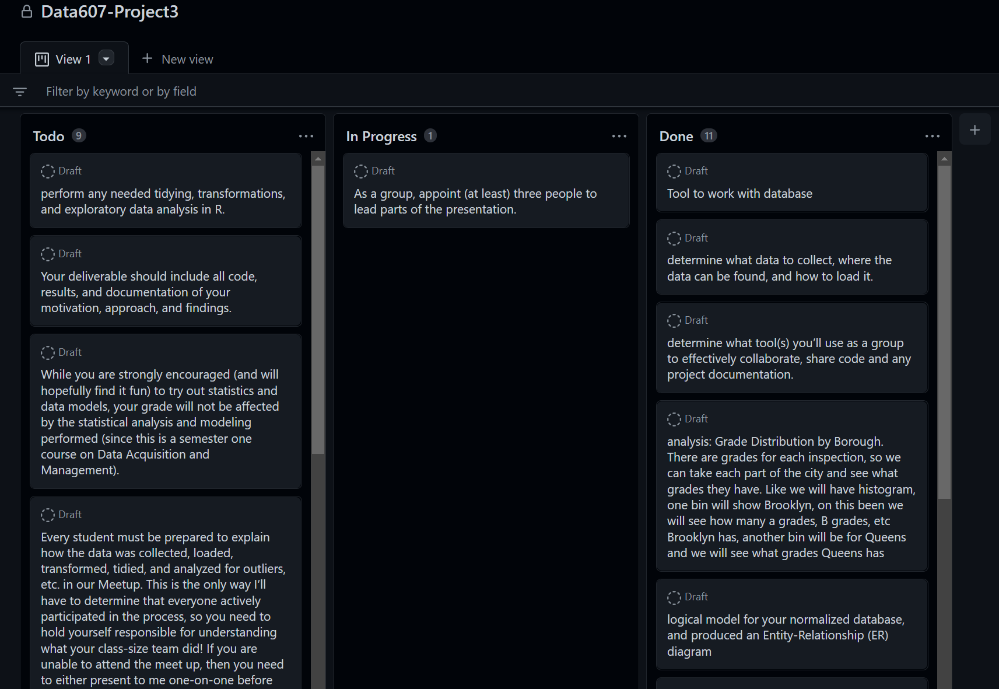 Data607-Project3
View 1
New view
Filter by keyword or by field
Todo 9
Draft
perform any needed tidying, transformations,
and exploratory data analysis in R.
Draft
Your deliverable should include all code,
results, and documentation of your
motivation, approach, and findings.
Draft
While you are strongly encouraged (and will
hopefully find it fun) to try out statistics and
data models, your grade will not be affected
by the statistical analysis and modeling
performed (since this is a semester one
course on Data Acquisition and
Management).
Draft
Every student must be prepared to explain
how the data was collected, loaded,
transformed, tidied, and analyzed for outliers,
etc. in our Meetup. This is the only way I’ll
have to determine that everyone actively
participated in the process, so you need to
hold yourself responsible for understanding
what your class-size team did! If you are
unable to attend the meet up, then you need
to either present to me one-on-one before
In Progress 1
Draft
As a group, appoint (at least) three people to
lead parts of the presentation.
Done 11
Draft
Tool to work with database
Draft
determine what data to collect, where the
data can be found, and how to load it.
Draft
determine what tool(s) you’ll use as a group
to effectively collaborate, share code and any
project documentation.
Draft
analysis: Grade Distribution by Borough.
There are grades for each inspection, so we
can take each part of the city and see what
grades they have. Like we will have histogram,
one bin will show Brooklyn, on this been we
will see how many a grades, B grades, etc
Brooklyn has, another bin will be for Queens
and we will see what grades Queens has
Draft
logical model for your normalized database,
and produced an Entity-Relationship (ER)
diagram